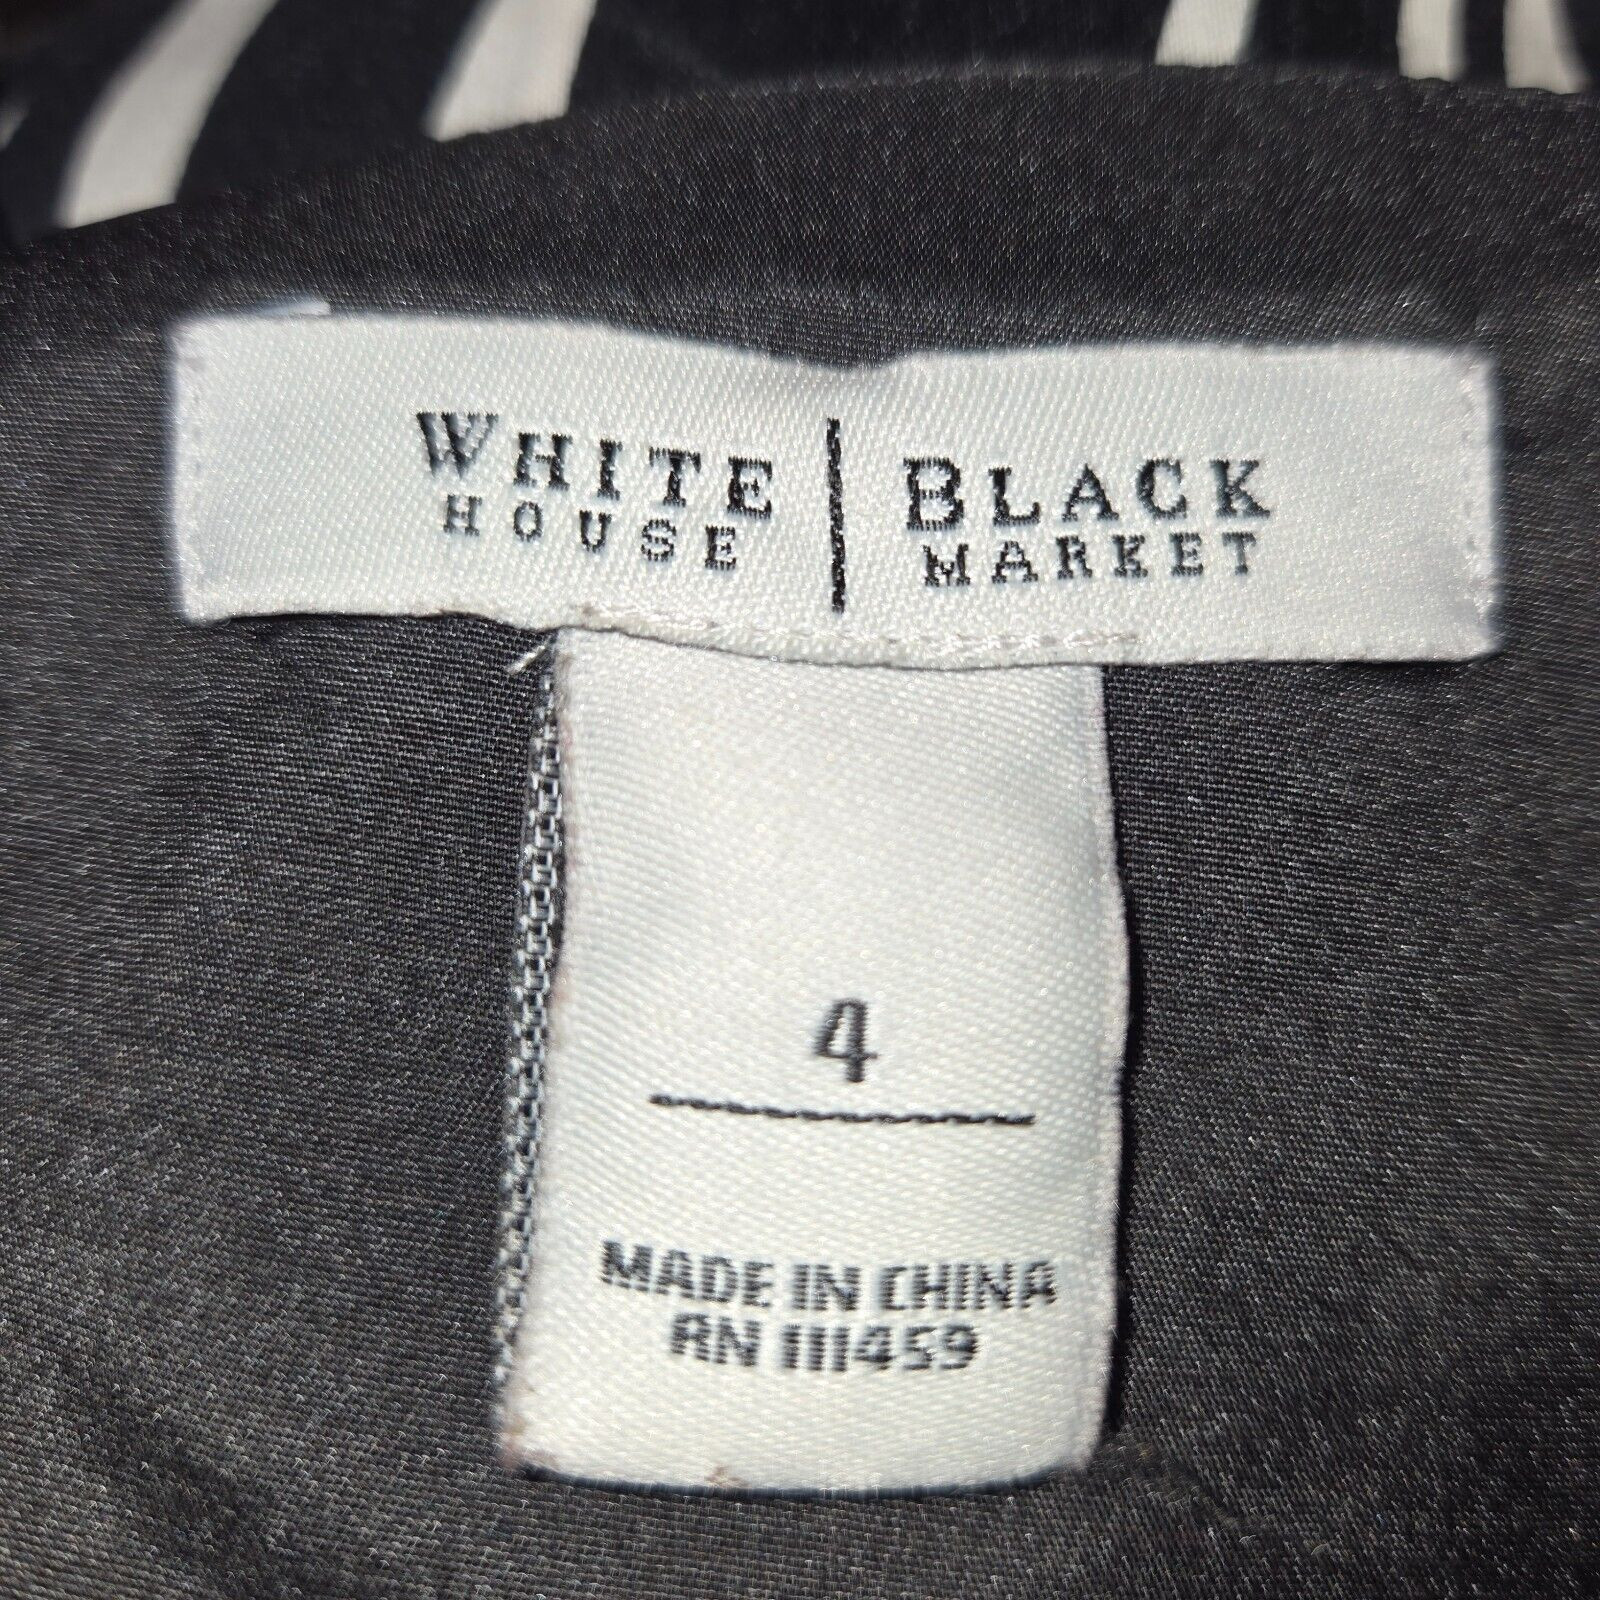 WHITE HOUSE | BLACK MARKET
4
MADE IN CHINA
RN 111459